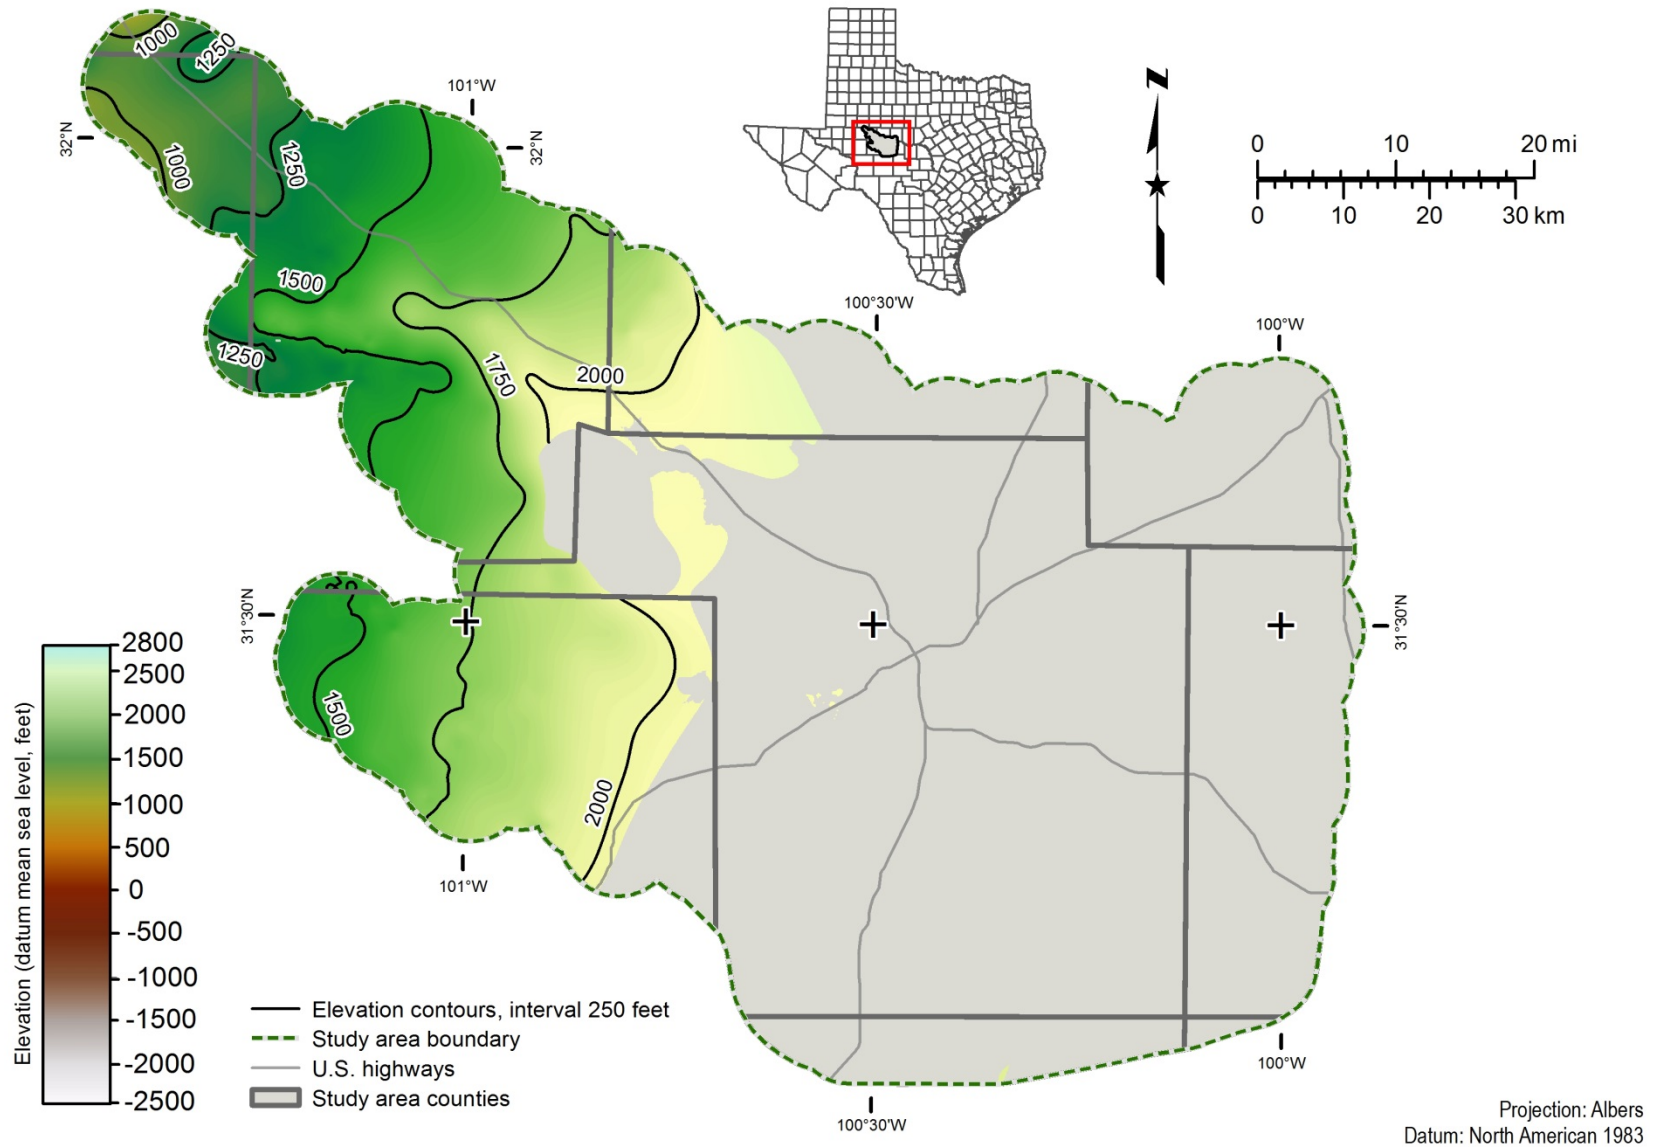 1000
1250
32°N
101°W
32°N
1000
1250
N
0 10 20 mi
0 10 20 30 km
1500
1250
1750
2000
100°30'W
100°W
31°30'N
31°30'N
1500
2000
101°W
100°W
100°30'W
Elevation (datum mean sea level, feet)
2800
2500
2000
1500
1000
500
0
-500
-1000
-1500
-2000
-2500
Elevation contours, interval 250 feet
Study area boundary
U.S. highways
Study area counties
Projection: Albers
Datum: North American 1983